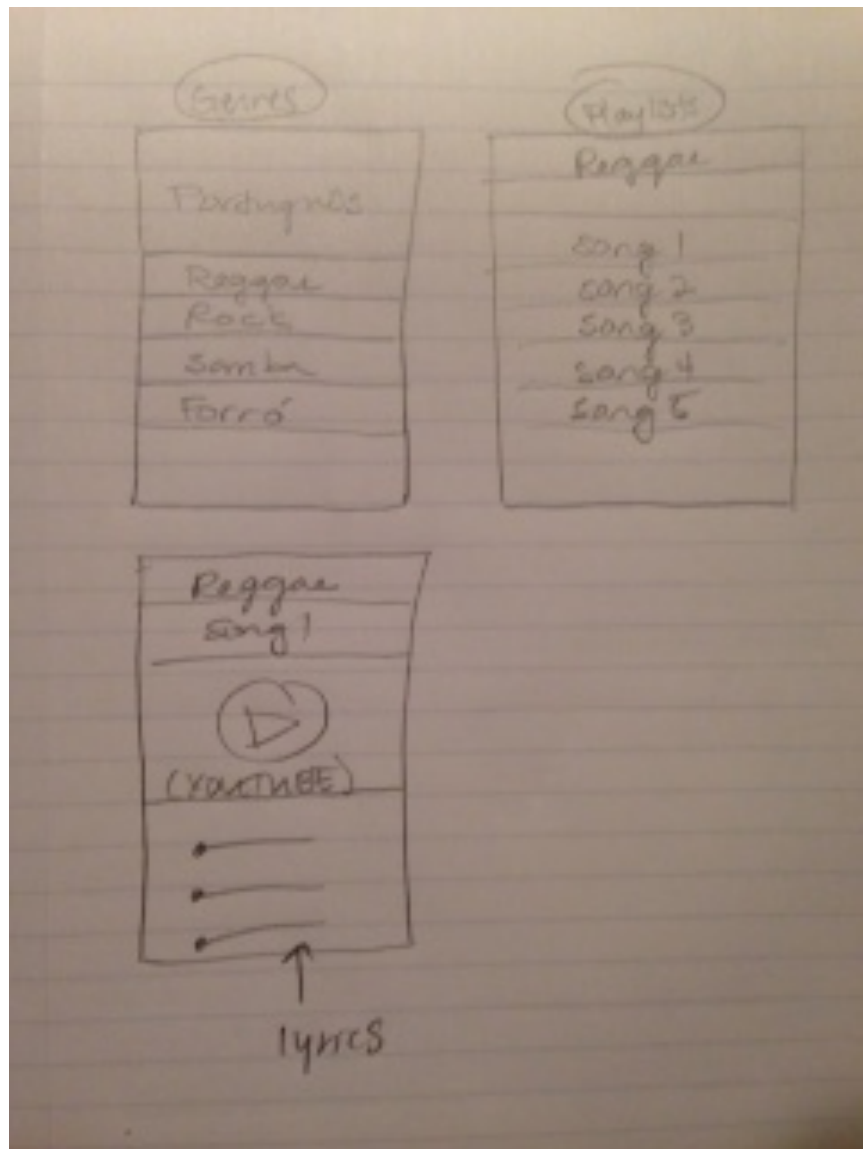 Genres
Português
Reggae
Rock
Samba
Forró
Playlists
Reggae
song 1
song 2
song 3
song 4
song 5
Reggae
song 1
(YOUTUBE)
lyrics